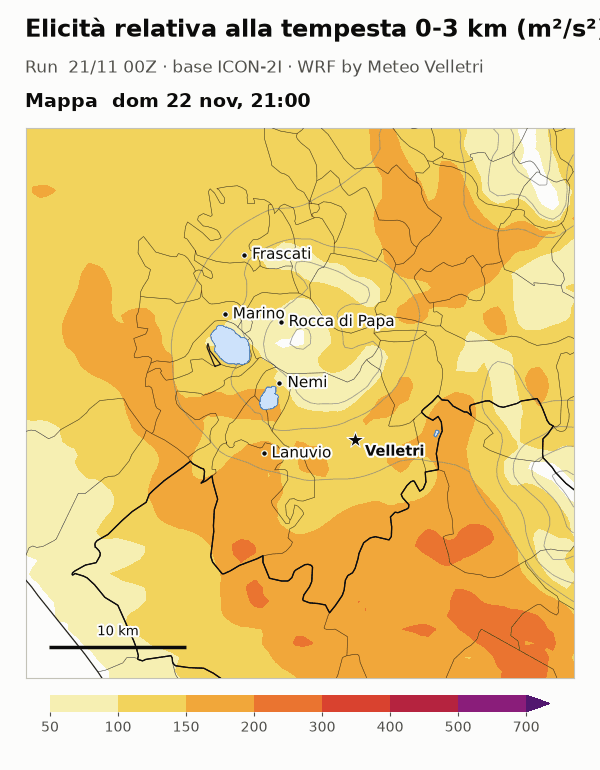 Elicità relativa alla tempesta 0-3 km (m²/s²)
Run  21/11 00Z · base ICON-2I · WRF by Meteo Velletri
Mappa  dom 22 nov, 21:00
Frascati
Marino
Rocca di Papa
Nemi
Velletri
Lanuvio
10 km
50 100 150 200 300 400 500 700